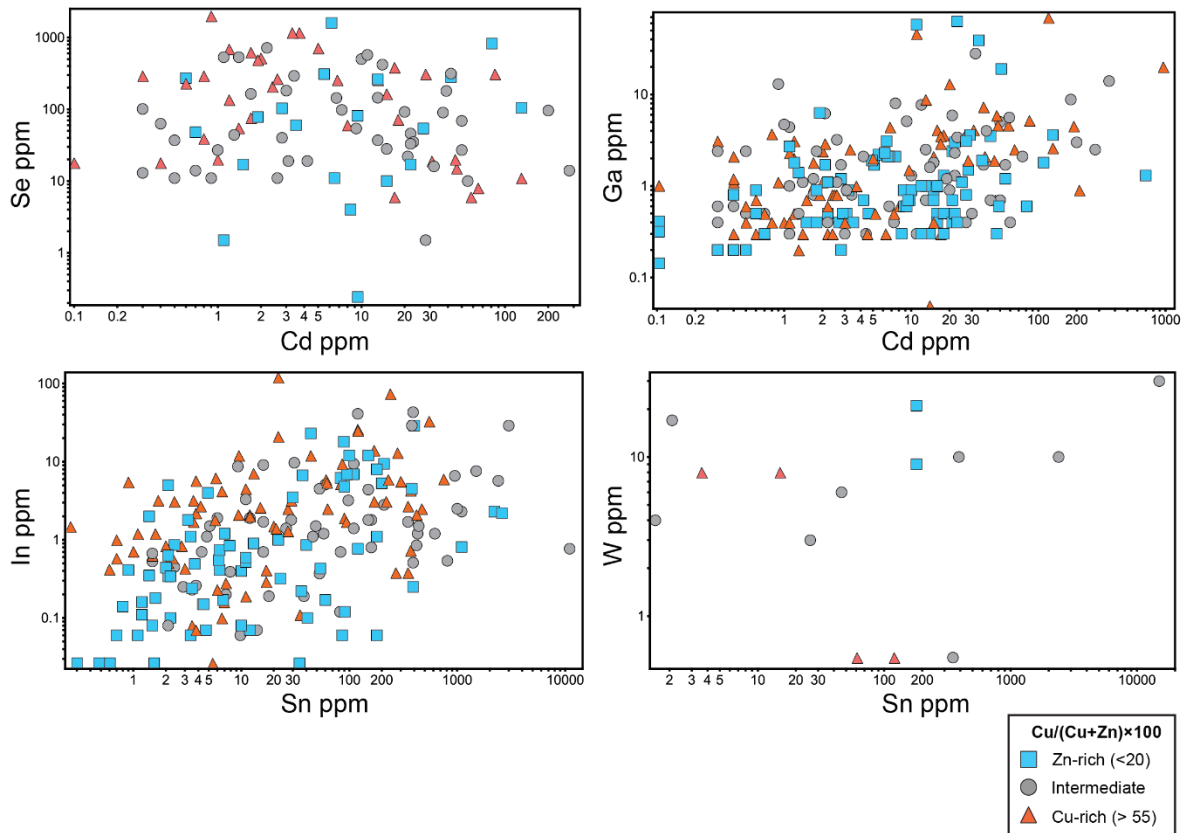 1000
100
10
1
Se ppm
0.1 0.2 1 2 3 4 5 10 20 30 100 200
Cd ppm
10
1
0.1
Ga ppm
0.1 0.2 1 2 3 4 10 20 30 100 200 1000
Cd ppm
100
10
1
0.1
In ppm
1 2 3 4 5 10 20 30 100 200 1000 10000
Sn ppm
10
1
W ppm
2 3 4 5 10 20 30 100 200 1000 10000
Sn ppm
Cu/(Cu+Zn)×100
Zn-rich (<20)
Intermediate
Cu-rich (> 55)